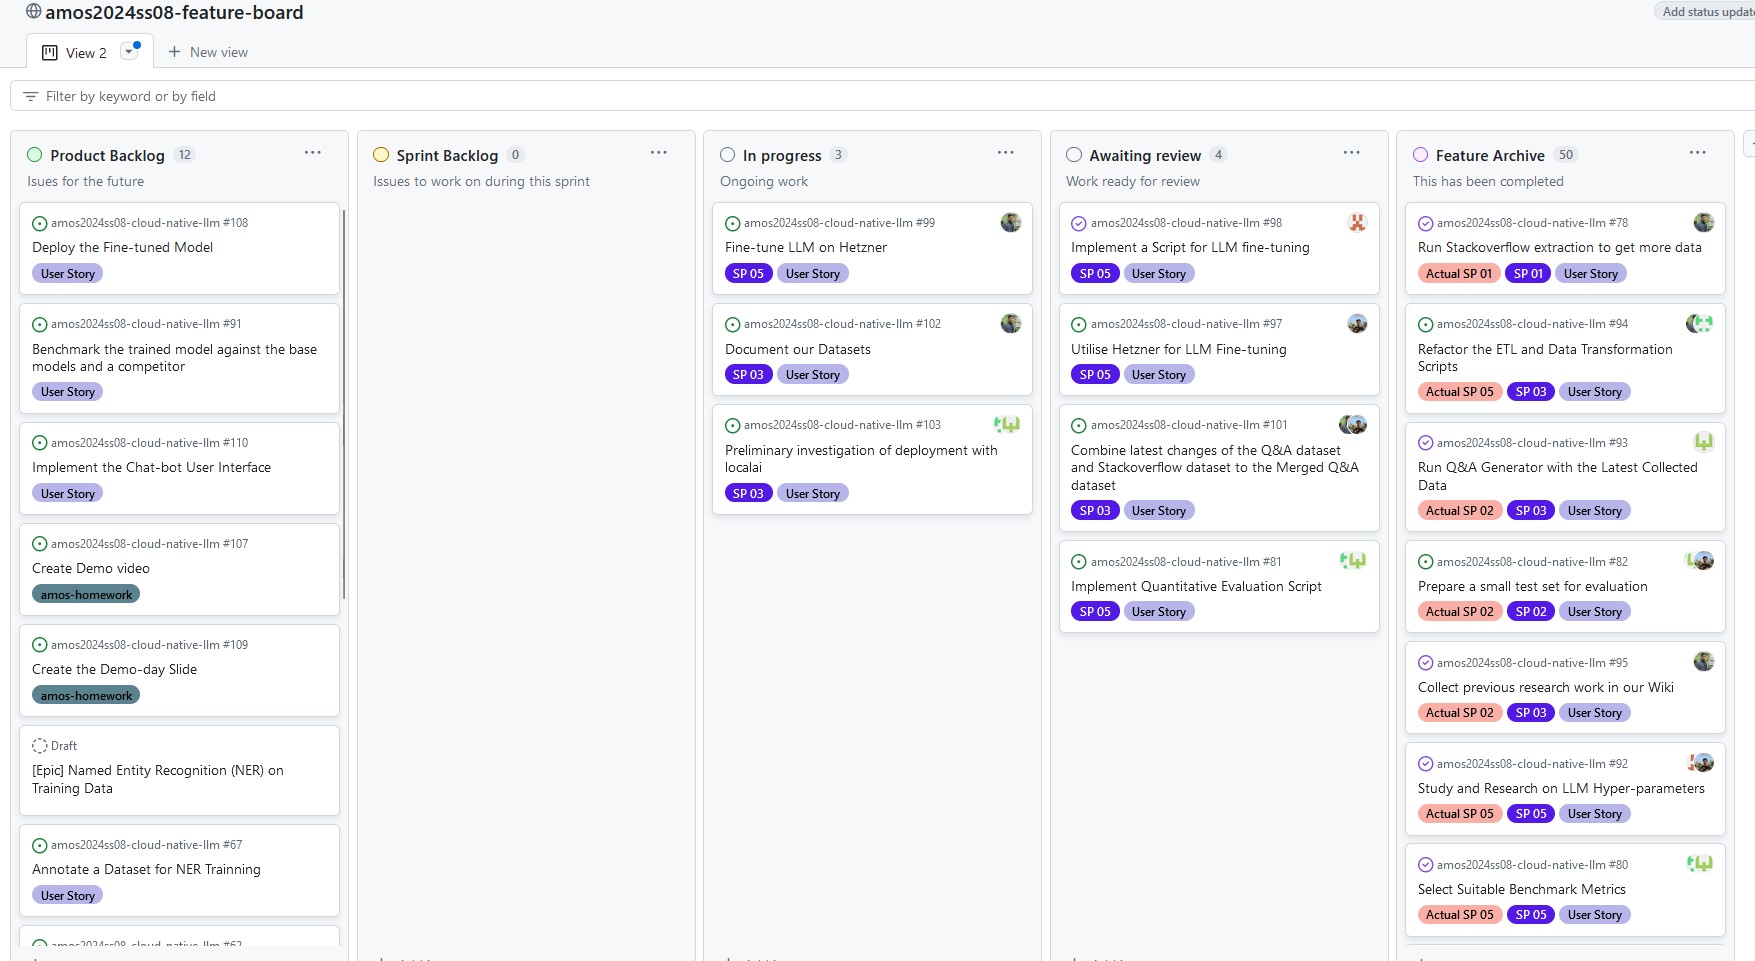 amos2024ss08-feature-board
Add status update
View 2
New view
Filter by keyword or by field
Product Backlog 12
Isues for the future
amos2024ss08-cloud-native-llm #108
Deploy the Fine-tuned Model
User Story
amos2024ss08-cloud-native-llm #91
Benchmark the trained model against the base
models and a competitor
User Story
amos2024ss08-cloud-native-llm #110
Implement the Chat-bot User Interface
User Story
amos2024ss08-cloud-native-llm #107
Create Demo video
amos-homework
amos2024ss08-cloud-native-llm #109
Create the Demo-day Slide
amos-homework
Draft
[Epic] Named Entity Recognition (NER) on
Training Data
amos2024ss08-cloud-native-llm #67
Annotate a Dataset for NER Trainning
User Story
amos2024ss08-cloud-native-llm #62
Sprint Backlog 0
Issues to work on during this sprint
In progress 3
Ongoing work
amos2024ss08-cloud-native-llm #99
Fine-tune LLM on Hetzner
SP 05 User Story
amos2024ss08-cloud-native-llm #102
Document our Datasets
SP 03 User Story
amos2024ss08-cloud-native-llm #103
Preliminary investigation of deployment with
localai
SP 03 User Story
Awaiting review 4
Work ready for review
amos2024ss08-cloud-native-llm #98
Implement a Script for LLM fine-tuning
SP 05 User Story
amos2024ss08-cloud-native-llm #97
Utilise Hetzner for LLM Fine-tuning
SP 05 User Story
amos2024ss08-cloud-native-llm #101
Combine latest changes of the Q&A dataset
and Stackoverflow dataset to the Merged Q&A
dataset
SP 03 User Story
amos2024ss08-cloud-native-llm #81
Implement Quantitative Evaluation Script
SP 05 User Story
Feature Archive 50
This has been completed
amos2024ss08-cloud-native-llm #78
Run Stackoverflow extraction to get more data
Actual SP 01 SP 01 User Story
amos2024ss08-cloud-native-llm #94
Refactor the ETL and Data Transformation
Scripts
Actual SP 05 SP 03 User Story
amos2024ss08-cloud-native-llm #93
Run Q&A Generator with the Latest Collected
Data
Actual SP 02 SP 03 User Story
amos2024ss08-cloud-native-llm #82
Prepare a small test set for evaluation
Actual SP 02 SP 02 User Story
amos2024ss08-cloud-native-llm #95
Collect previous research work in our Wiki
Actual SP 02 SP 03 User Story
amos2024ss08-cloud-native-llm #92
Study and Research on LLM Hyper-parameters
Actual SP 05 SP 05 User Story
amos2024ss08-cloud-native-llm #80
Select Suitable Benchmark Metrics
Actual SP 05 SP 05 User Story